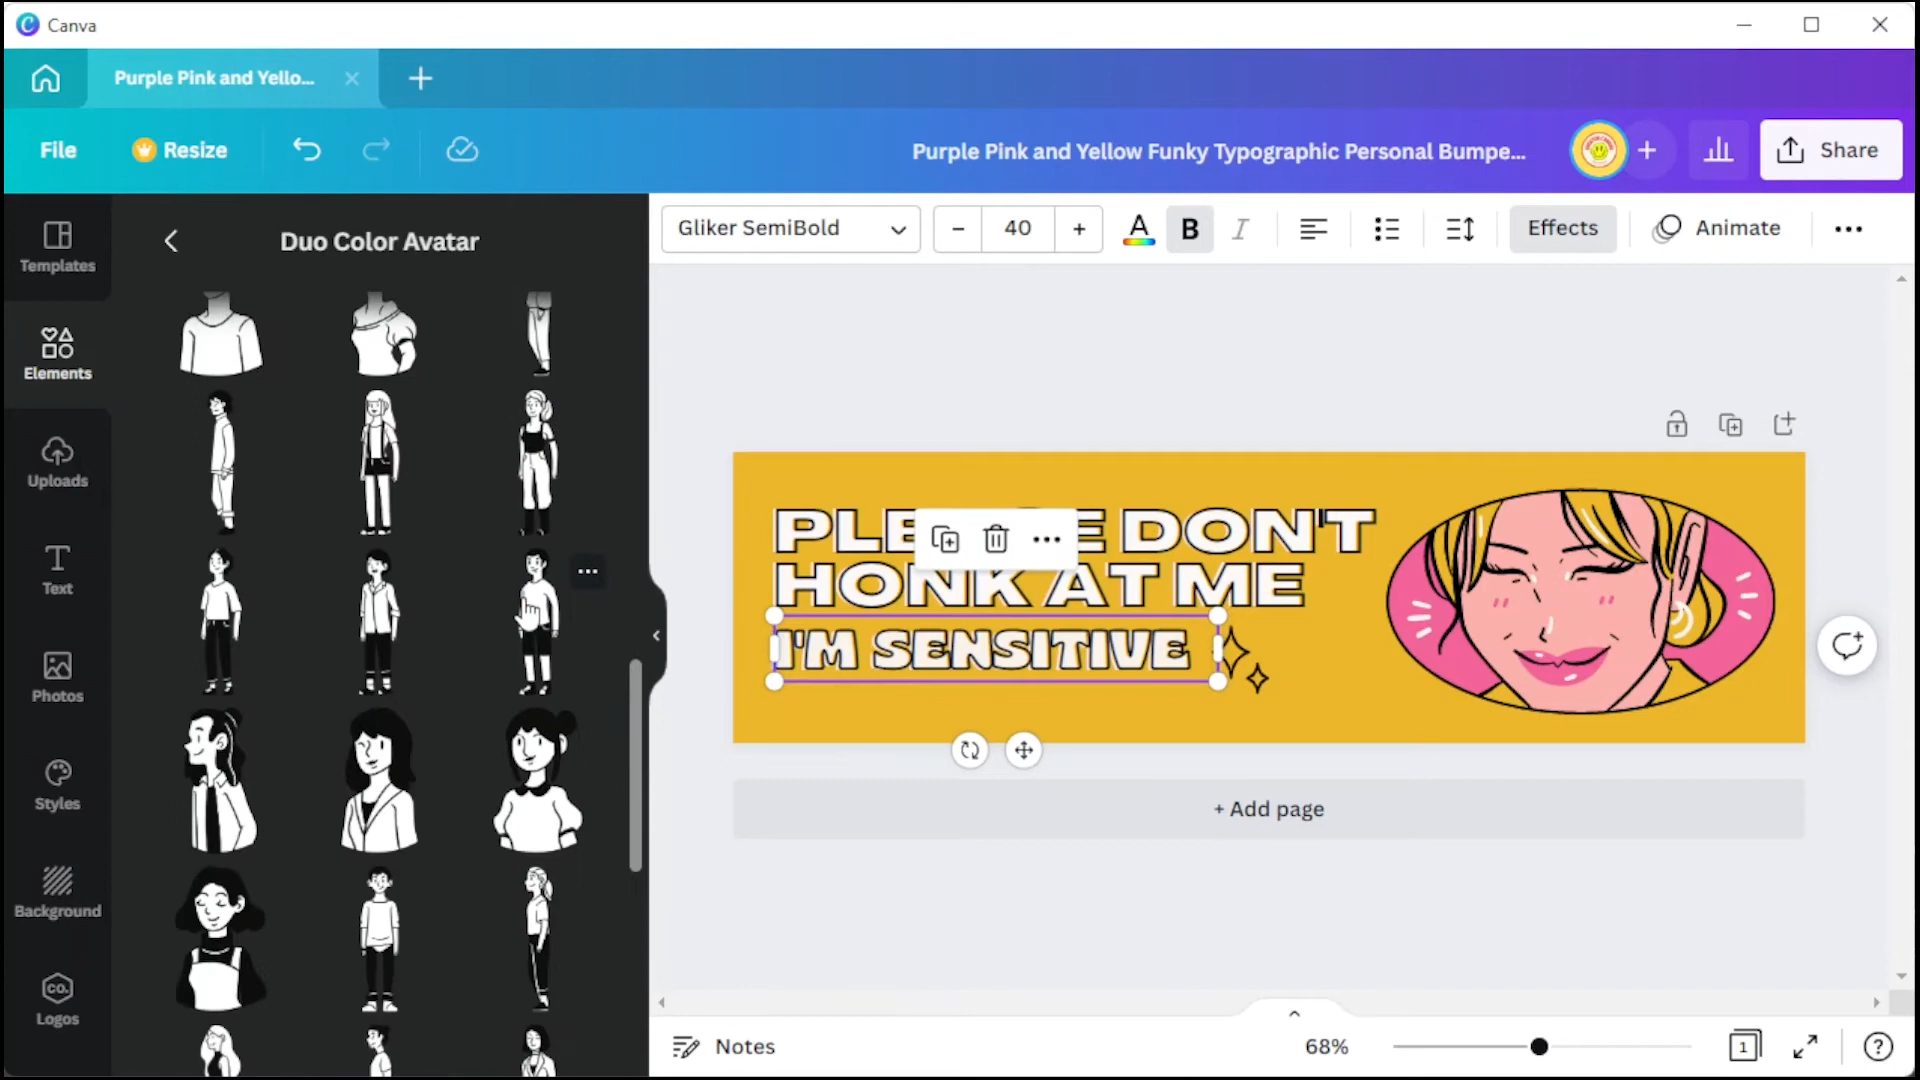 Canva
Purple Pink and Yello...
File
Resize
Purple Pink and Yellow Funky Typographic Personal Bumpe...
Share
Templates
Elements
Uploads
Text
Photos
Styles
Background
CO.
Logos
Duo Color Avatar
Gliker SemiBold
40
A
B
I
Effects
Animate
DON'T
HONK AT ME
I'M SENSITIVE
+ Add page
Notes
68%
1
?